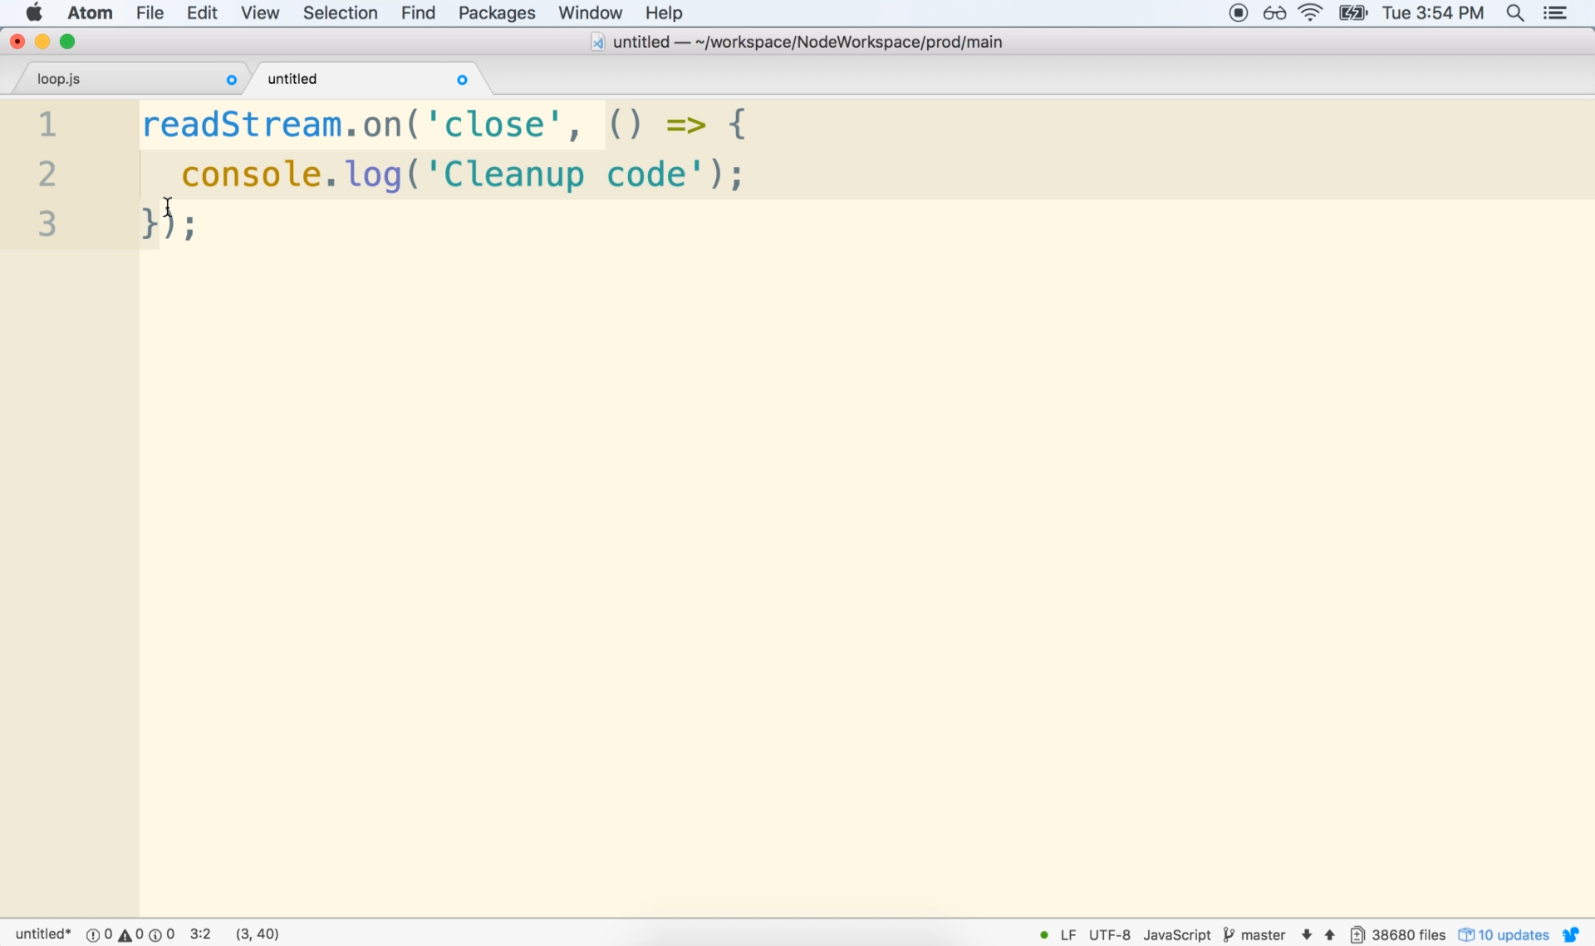 Atom File Edit View Selection Find Packages Window Help Tue 3:54 PM
untitled — ~/workspace/NodeWorkspace/prod/main
loop.js untitled
1 readStream.on('close', () => {
2 console.log('Cleanup code');
3 });
untitled* 0 0 0 3:2 (3, 40) LF UTF-8 JavaScript master 38680 files 10 updates